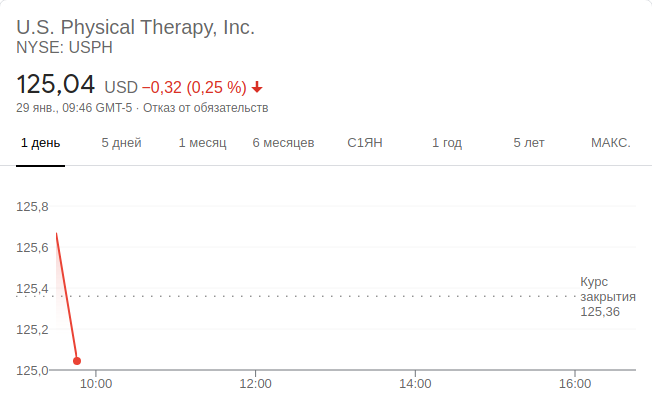 U.S. Physical Therapy, Inc.
NYSE: USPH
125,04 USD −0,32 (0,25 %)
29 янв., 09:46 GMT-5 · Отказ от обязательств
1 день 5 дней 1 месяц 6 месяцев С1ЯН 1 год 5 лет МАКС.
125,8
125,6
125,4
125,2
125,0
Курс
закрытия
125,36
10:00 12:00 14:00 16:00